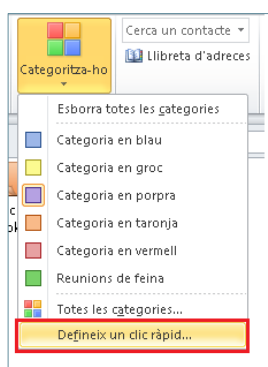 Cerca un contacte
Llibreta d'adreces
Categoritza-ho
Esborra totes les categories
Categoria en blau
Categoria en groc
Categoria en porpra
Categoria en taronja
Categoria en vermell
Reunions de feina
Totes les categories...
Defineix un clic ràpid...